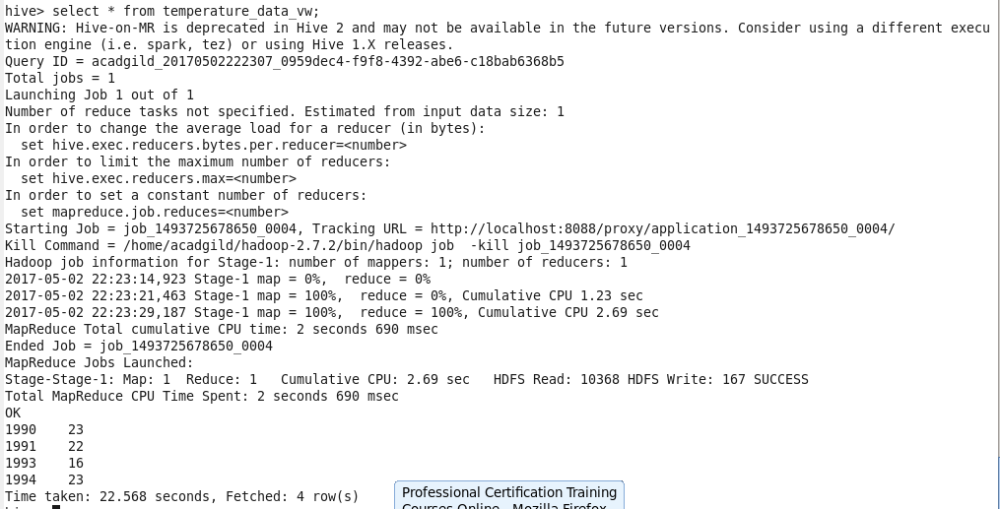 hive> select * from temperature_data_vw;
WARNING: Hive-on-MR is deprecated in Hive 2 and may not be available in the future versions. Consider using a different execu
tion engine (i.e. spark, tez) or using Hive 1.X releases.
Query ID = acadgild_20170502222307_0959dec4-f9f8-4392-abe6-c18bab6368b5
Total jobs = 1
Launching Job 1 out of 1
Number of reduce tasks not specified. Estimated from input data size: 1
In order to change the average load for a reducer (in bytes):
  set hive.exec.reducers.bytes.per.reducer=<number>
In order to limit the maximum number of reducers:
  set hive.exec.reducers.max=<number>
In order to set a constant number of reducers:
  set mapreduce.job.reduces=<number>
Starting Job = job_1493725678650_0004, Tracking URL = http://localhost:8088/proxy/application_1493725678650_0004/
Kill Command = /home/acadgild/hadoop-2.7.2/bin/hadoop job  -kill job_1493725678650_0004
Hadoop job information for Stage-1: number of mappers: 1; number of reducers: 1
2017-05-02 22:23:14,923 Stage-1 map = 0%,  reduce = 0%
2017-05-02 22:23:21,463 Stage-1 map = 100%,  reduce = 0%, Cumulative CPU 1.23 sec
2017-05-02 22:23:29,187 Stage-1 map = 100%,  reduce = 100%, Cumulative CPU 2.69 sec
MapReduce Total cumulative CPU time: 2 seconds 690 msec
Ended Job = job_1493725678650_0004
MapReduce Jobs Launched:
Stage-Stage-1: Map: 1  Reduce: 1   Cumulative CPU: 2.69 sec   HDFS Read: 10368 HDFS Write: 167 SUCCESS
Total MapReduce CPU Time Spent: 2 seconds 690 msec
OK
1990    23
1991    22
1993    16
1994    23
Time taken: 22.568 seconds, Fetched: 4 row(s)
Professional Certification Training
Courses Online - Mozilla Firefox